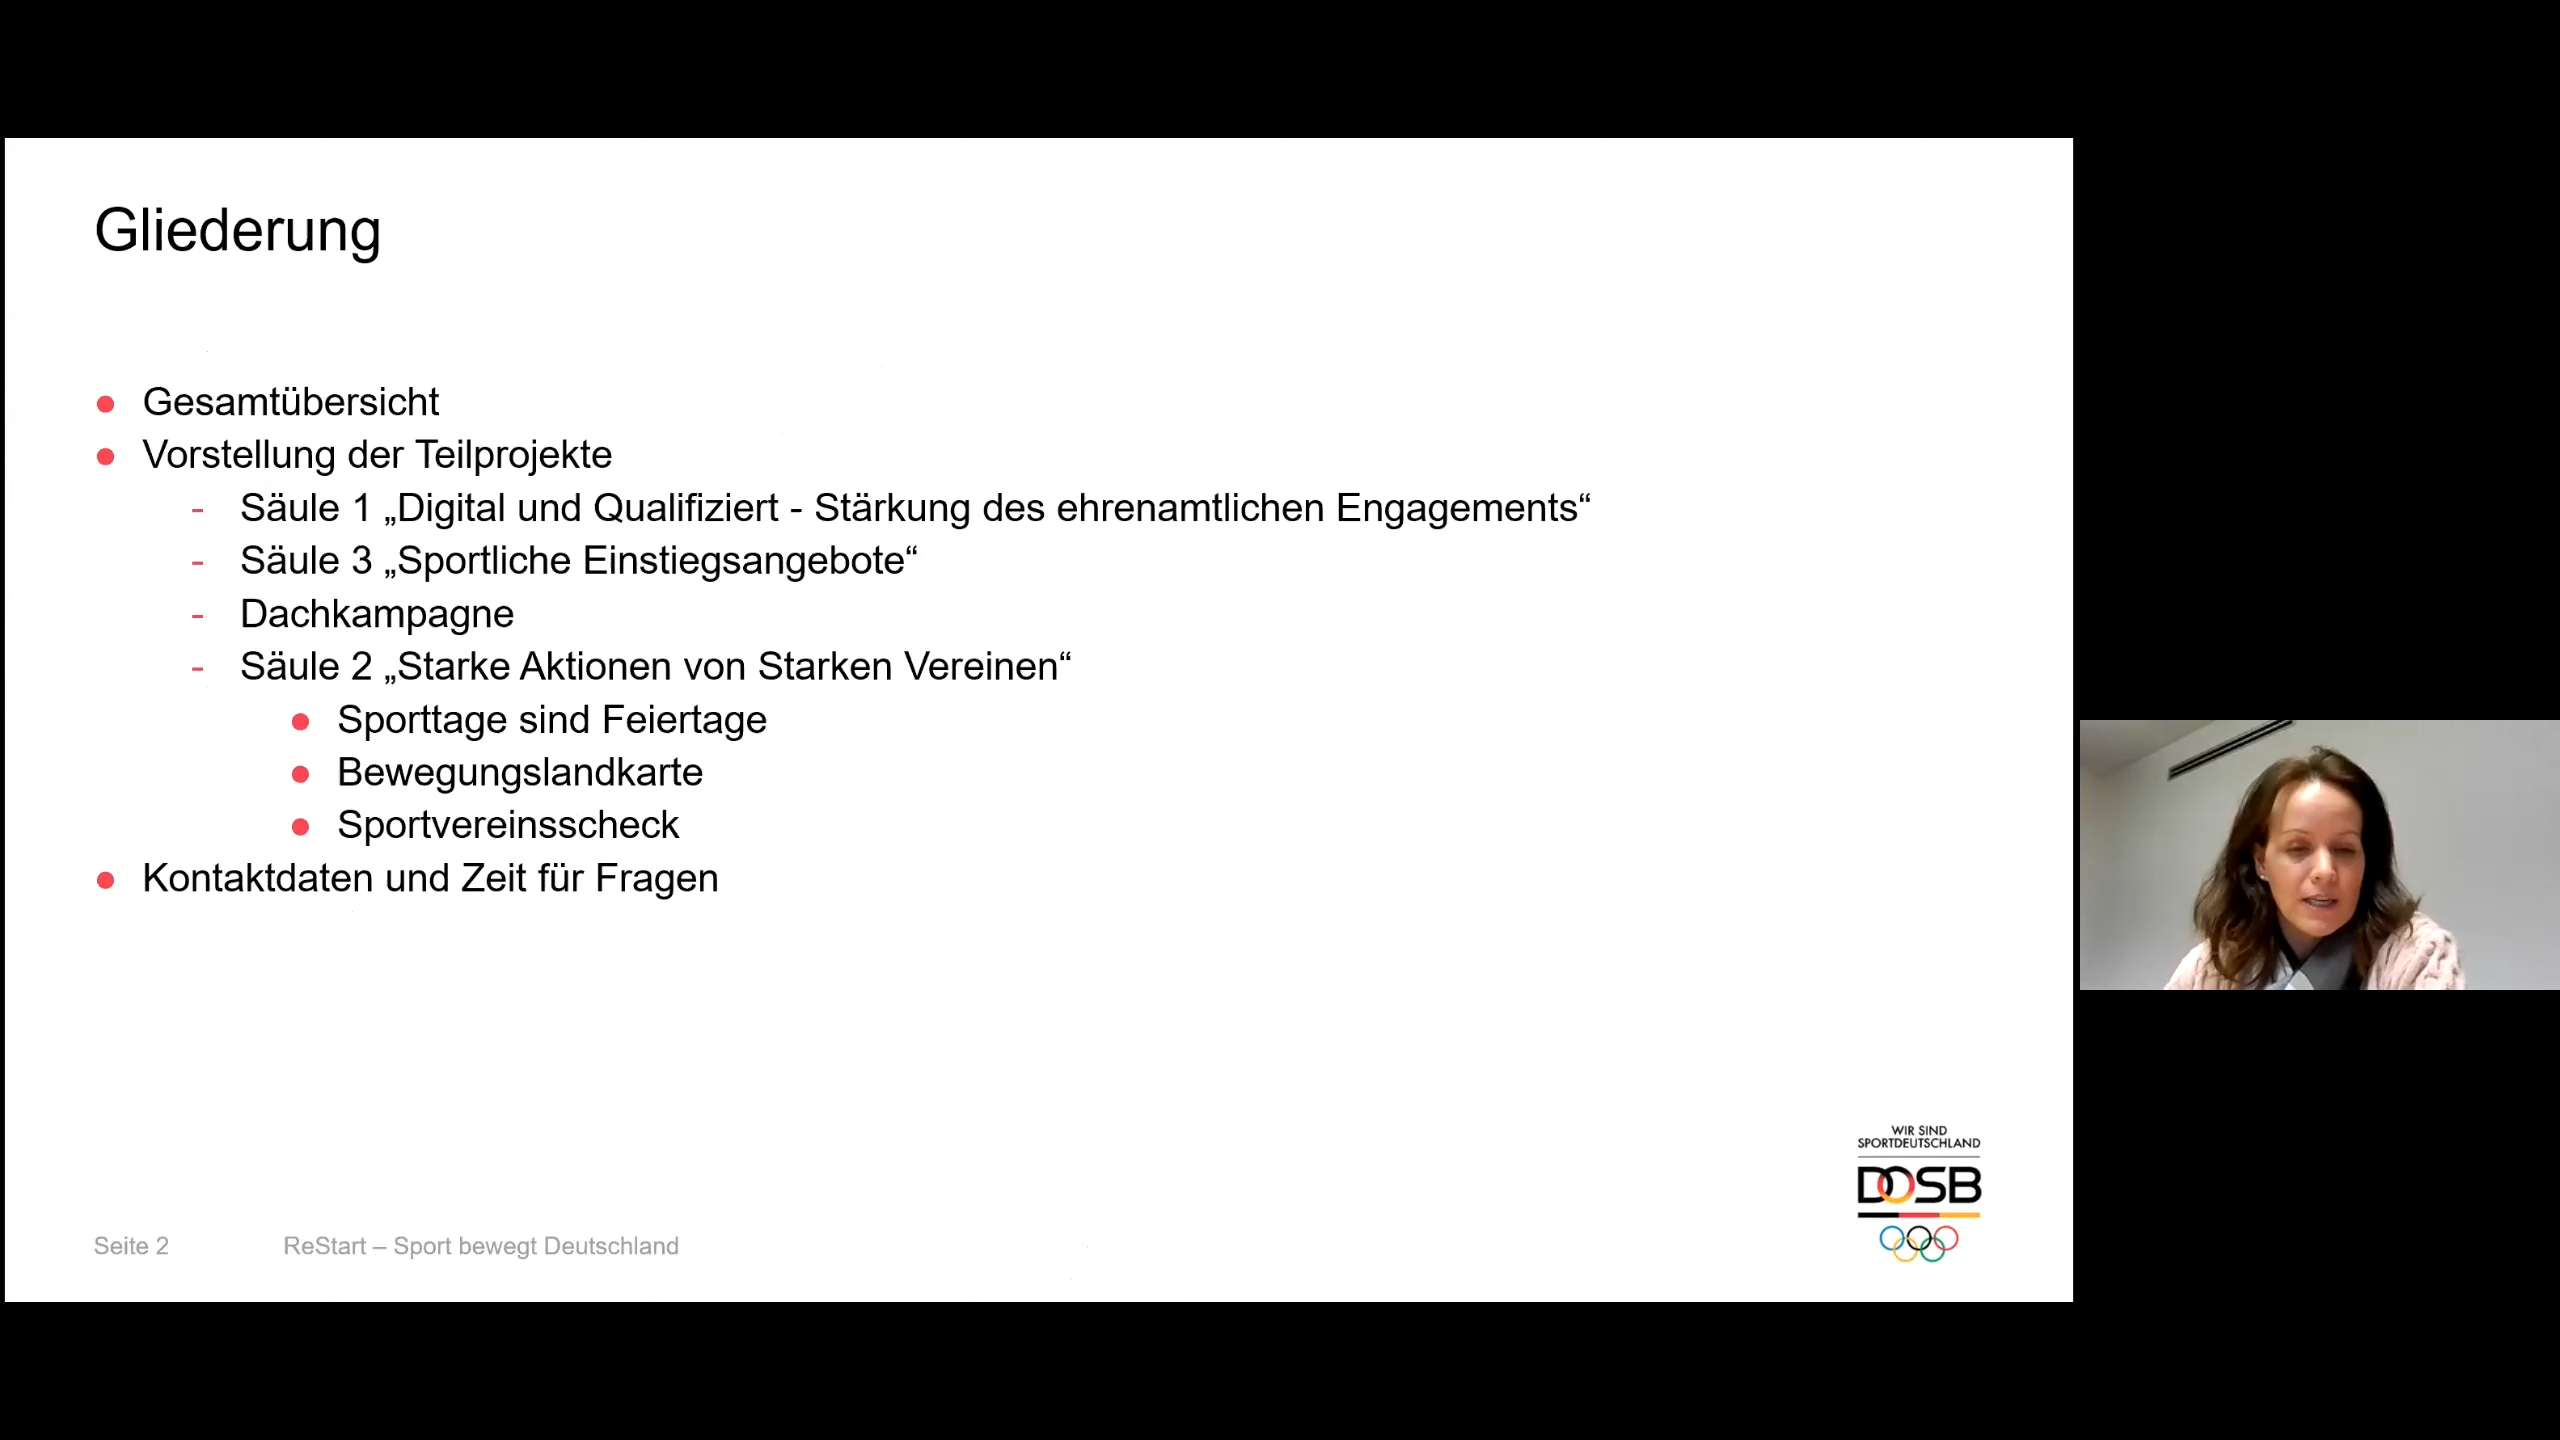 Gliederung
● Gesamtübersicht
● Vorstellung der Teilprojekte
- Säule 1 „Digital und Qualifiziert - Stärkung des ehrenamtlichen Engagements“
- Säule 3 „Sportliche Einstiegsangebote“
- Dachkampagne
- Säule 2 „Starke Aktionen von Starken Vereinen“
● Sporttage sind Feiertage
● Bewegungslandkarte
● Sportvereinsscheck
● Kontaktdaten und Zeit für Fragen
WIR SIND
SPORTDEUTSCHLAND
DOSB
Seite 2 ReStart – Sport bewegt Deutschland